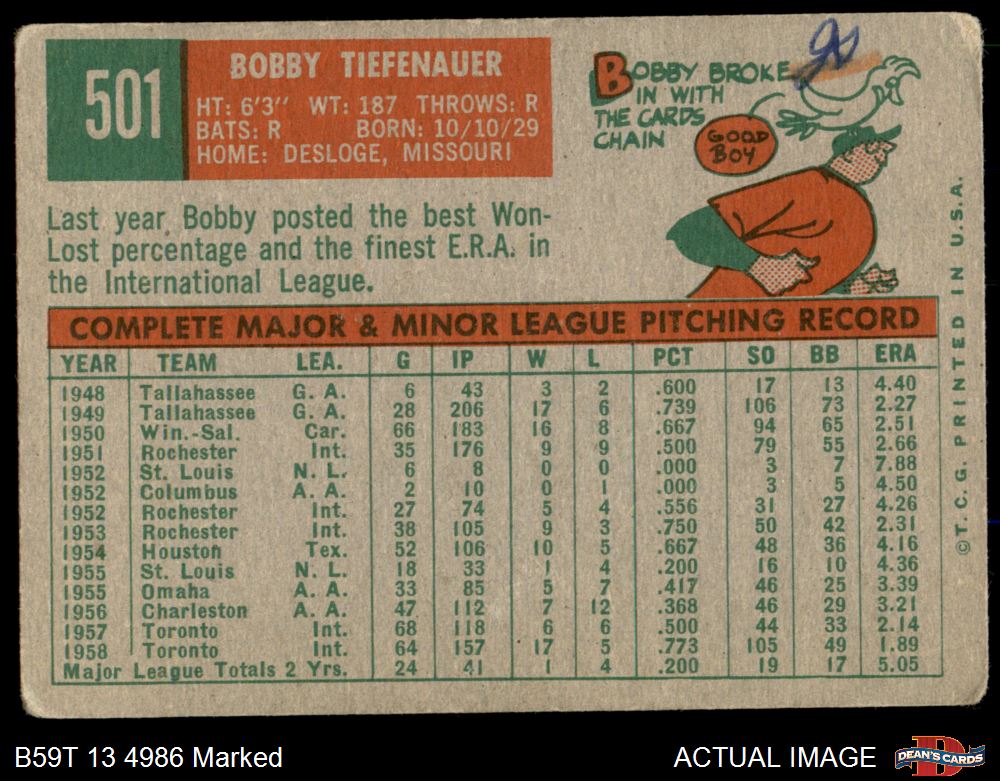 501
BOBBY TIEFENAUER
HT: 6'3" WT: 187 THROWS: R
BATS: R BORN: 10/10/29
HOME: DESLOGE, MISSOURI
BOBBY BROKE
IN WITH
THE CARDS
CHAIN
GOOD
BOY
Last year, Bobby posted the best Won-
Lost percentage and the finest E.R.A. in
the International League.
COMPLETE MAJOR & MINOR LEAGUE PITCHING RECORD
YEAR TEAM LEA. G IP W L PCT SO BB ERA
1948 Tallahassee G. A. 6 43 3 2 .600 17 13 4.40
1949 Tallahassee G. A. 28 206 17 6 .739 106 73 2.27
1950 Win.-Sal. Car. 66 183 16 8 .667 94 65 2.51
1951 Rochester Int. 35 176 9 9 .500 79 55 2.66
1952 St. Louis N. L. 6 8 0 0 .000 3 7 7.88
1952 Columbus A. A. 2 10 0 1 .000 3 5 4.50
1952 Rochester Int. 27 74 5 4 .556 31 27 4.26
1953 Rochester Int. 38 105 9 3 .750 50 42 2.31
1954 Houston Tex. 52 106 10 5 .667 48 36 4.16
1955 St. Louis N. L. 18 33 1 4 .200 16 10 4.36
1955 Omaha A. A. 33 85 5 7 .417 46 25 3.39
1956 Charleston A. A. 47 112 7 12 .368 46 29 3.21
1957 Toronto Int. 68 118 6 6 .500 44 33 2.14
1958 Toronto Int. 64 157 17 5 .773 105 49 1.89
Major League Totals 2 Yrs. 24 41 1 4 .200 19 17 5.05
©T. C. G. PRINTED IN U.S.A.
B59T 13 4986 Marked
ACTUAL IMAGE
DEAN'S CARDS